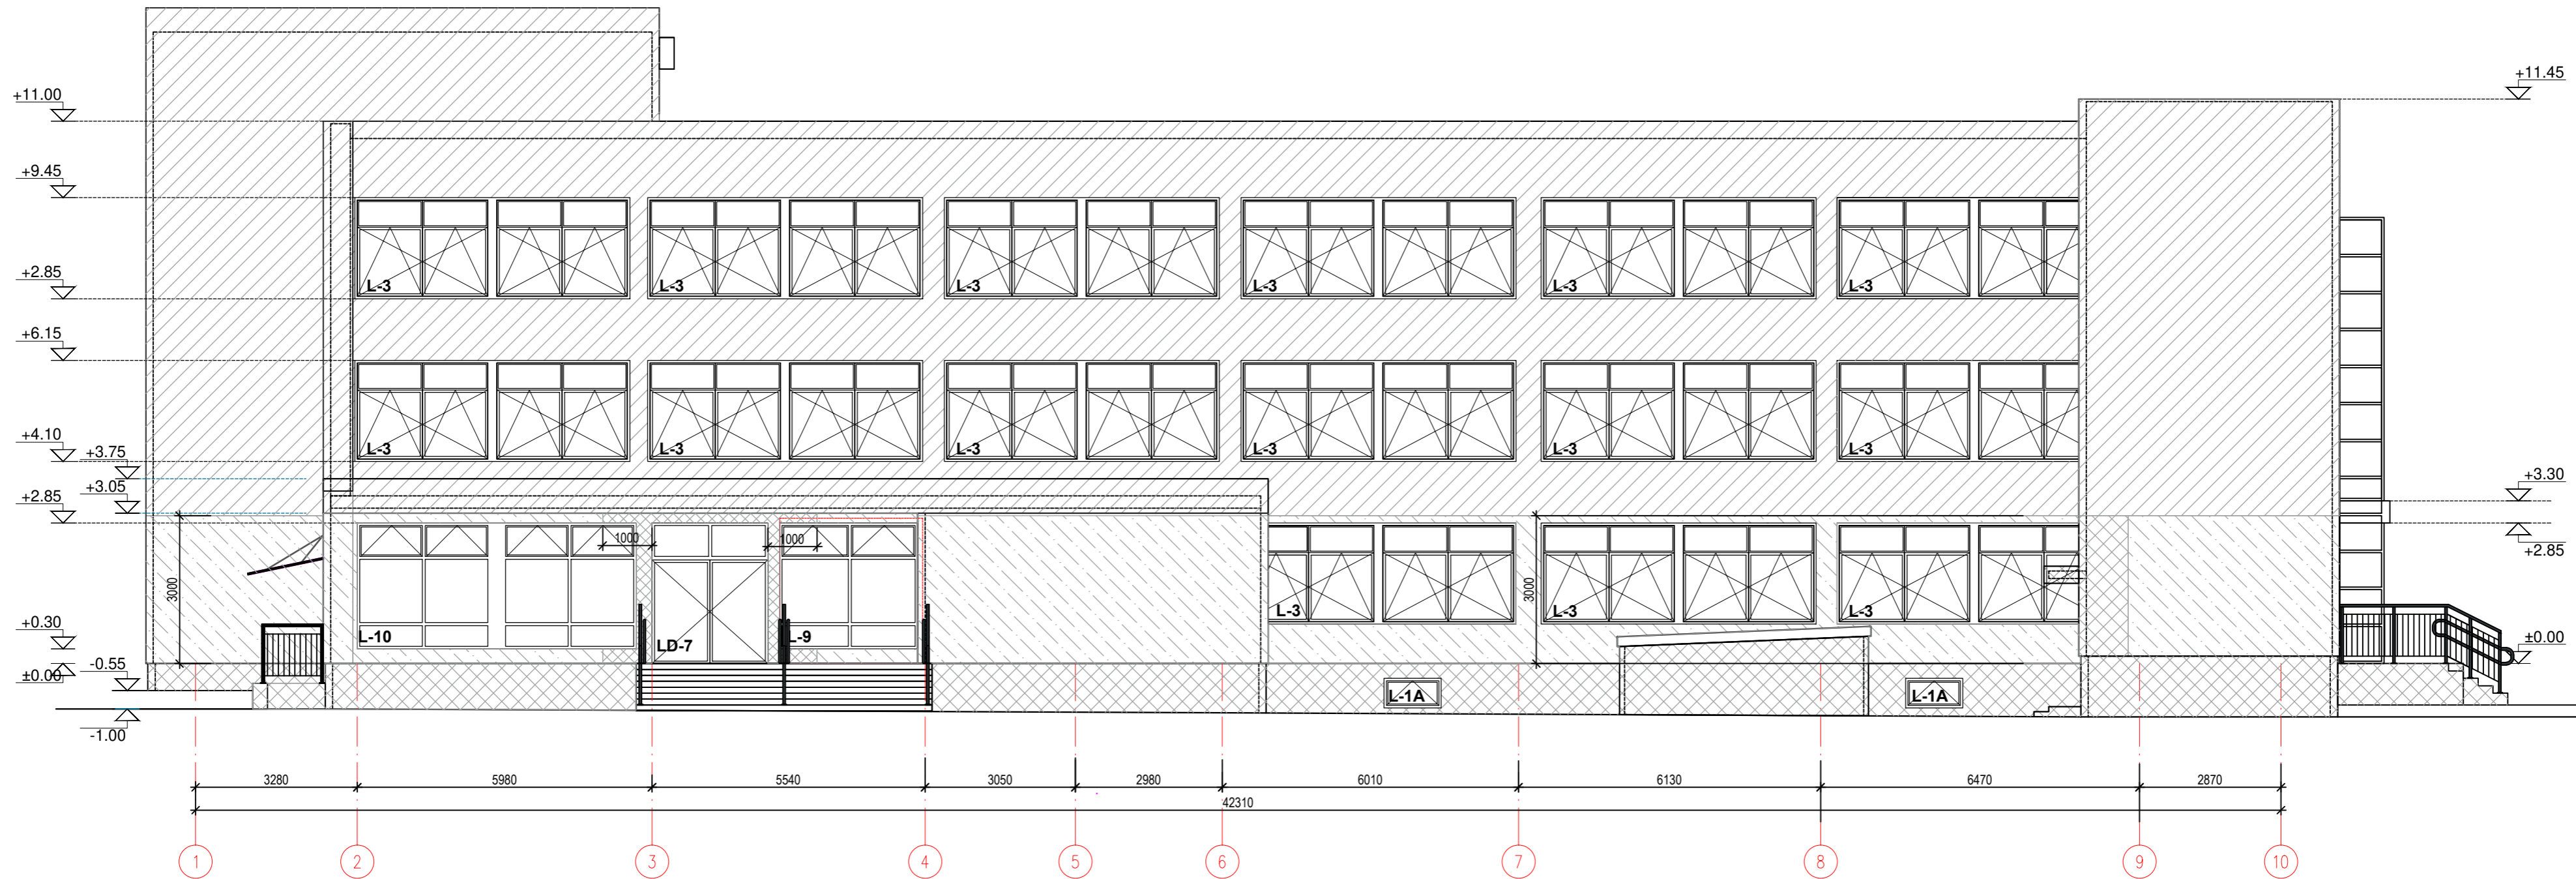 +11.45
+11.00
+9.45
+2.85
L-3 L-3 L-3 L-3 L-3 L-3
+6.15
+4.10
L-3 L-3 L-3 L-3 L-3 L-3
+3.75
+3.30
+3.05
+2.85
+2.85
1000 1000
3000 3000
L-3 L-3 L-3
+0.30
L-10 LD-7 L-9
±0.00
-0.55
±0.00
L-1A L-1A
-1.00
3280 5980 5540 3050 2980 6010 6130 6470 2870
42310
1 2 3 4 5 6 7 8 9 10